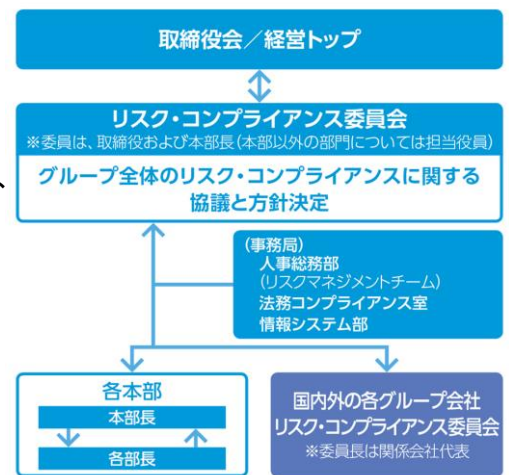 取締役会／経営トップ
リスク・コンプライアンス委員会
※委員は、取締役および本部長(本部以外の部門については担当役員)
グループ全体のリスク・コンプライアンスに関する
協議と方針決定
、
(事務局)
人事総務部
(リスクマネジメントチーム)
法務コンプライアンス室
情報システム部
各本部
本部長
各部長
国内外の各グループ会社
リスク・コンプライアンス委員会
※委員長は関係会社代表